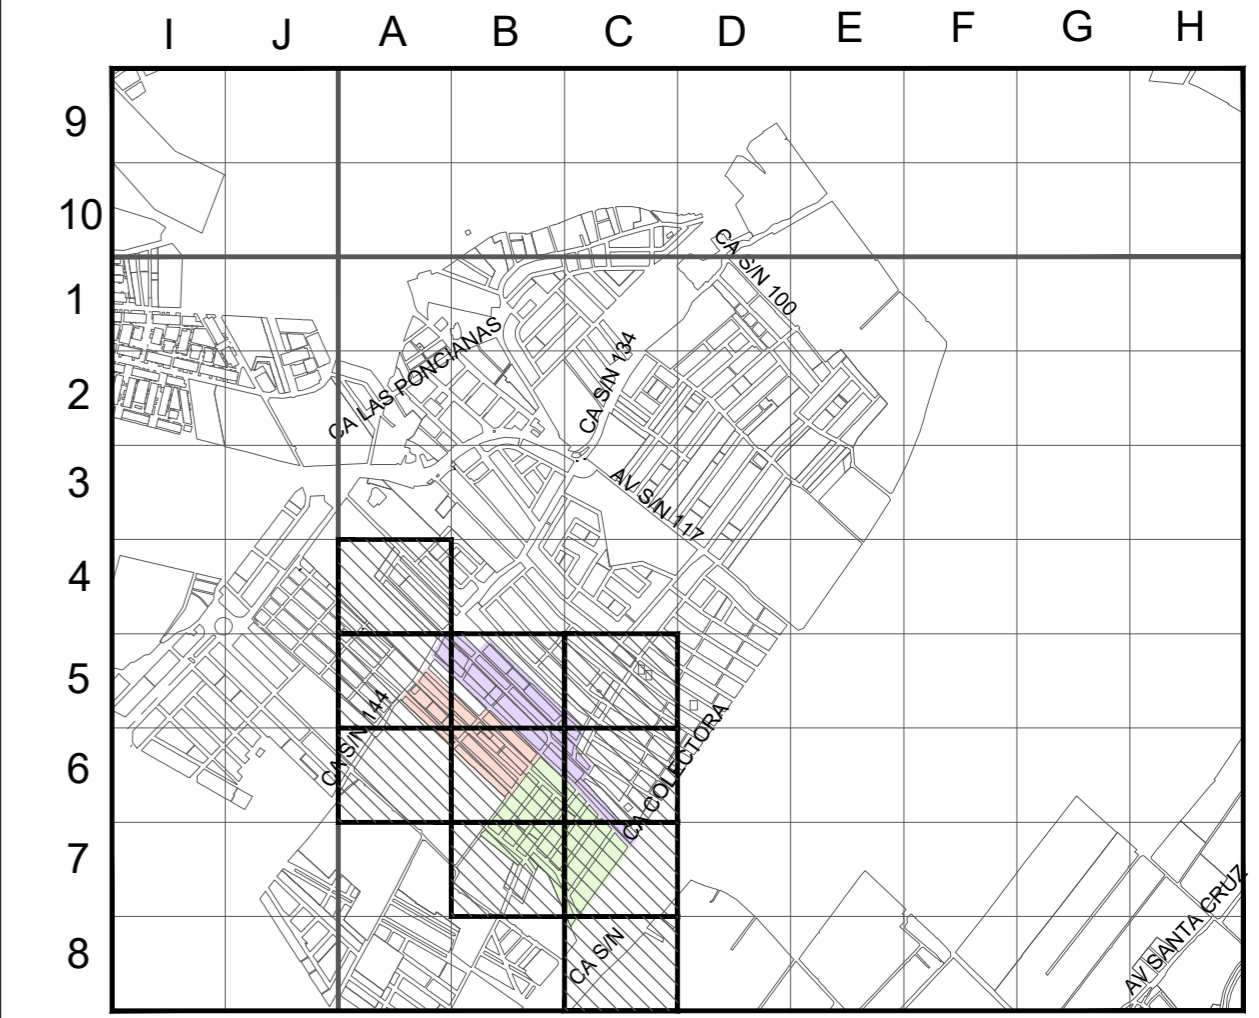 I J A B C D E F G H
9
10
CA S/N 100
1
CA LAS PONCIANAS
CA S/N 134
2
3
AV S/N 117
4
5
CA S/N 144
CA COLECTORA
6
7
AV SANTA CRUZ
8
CA S/N